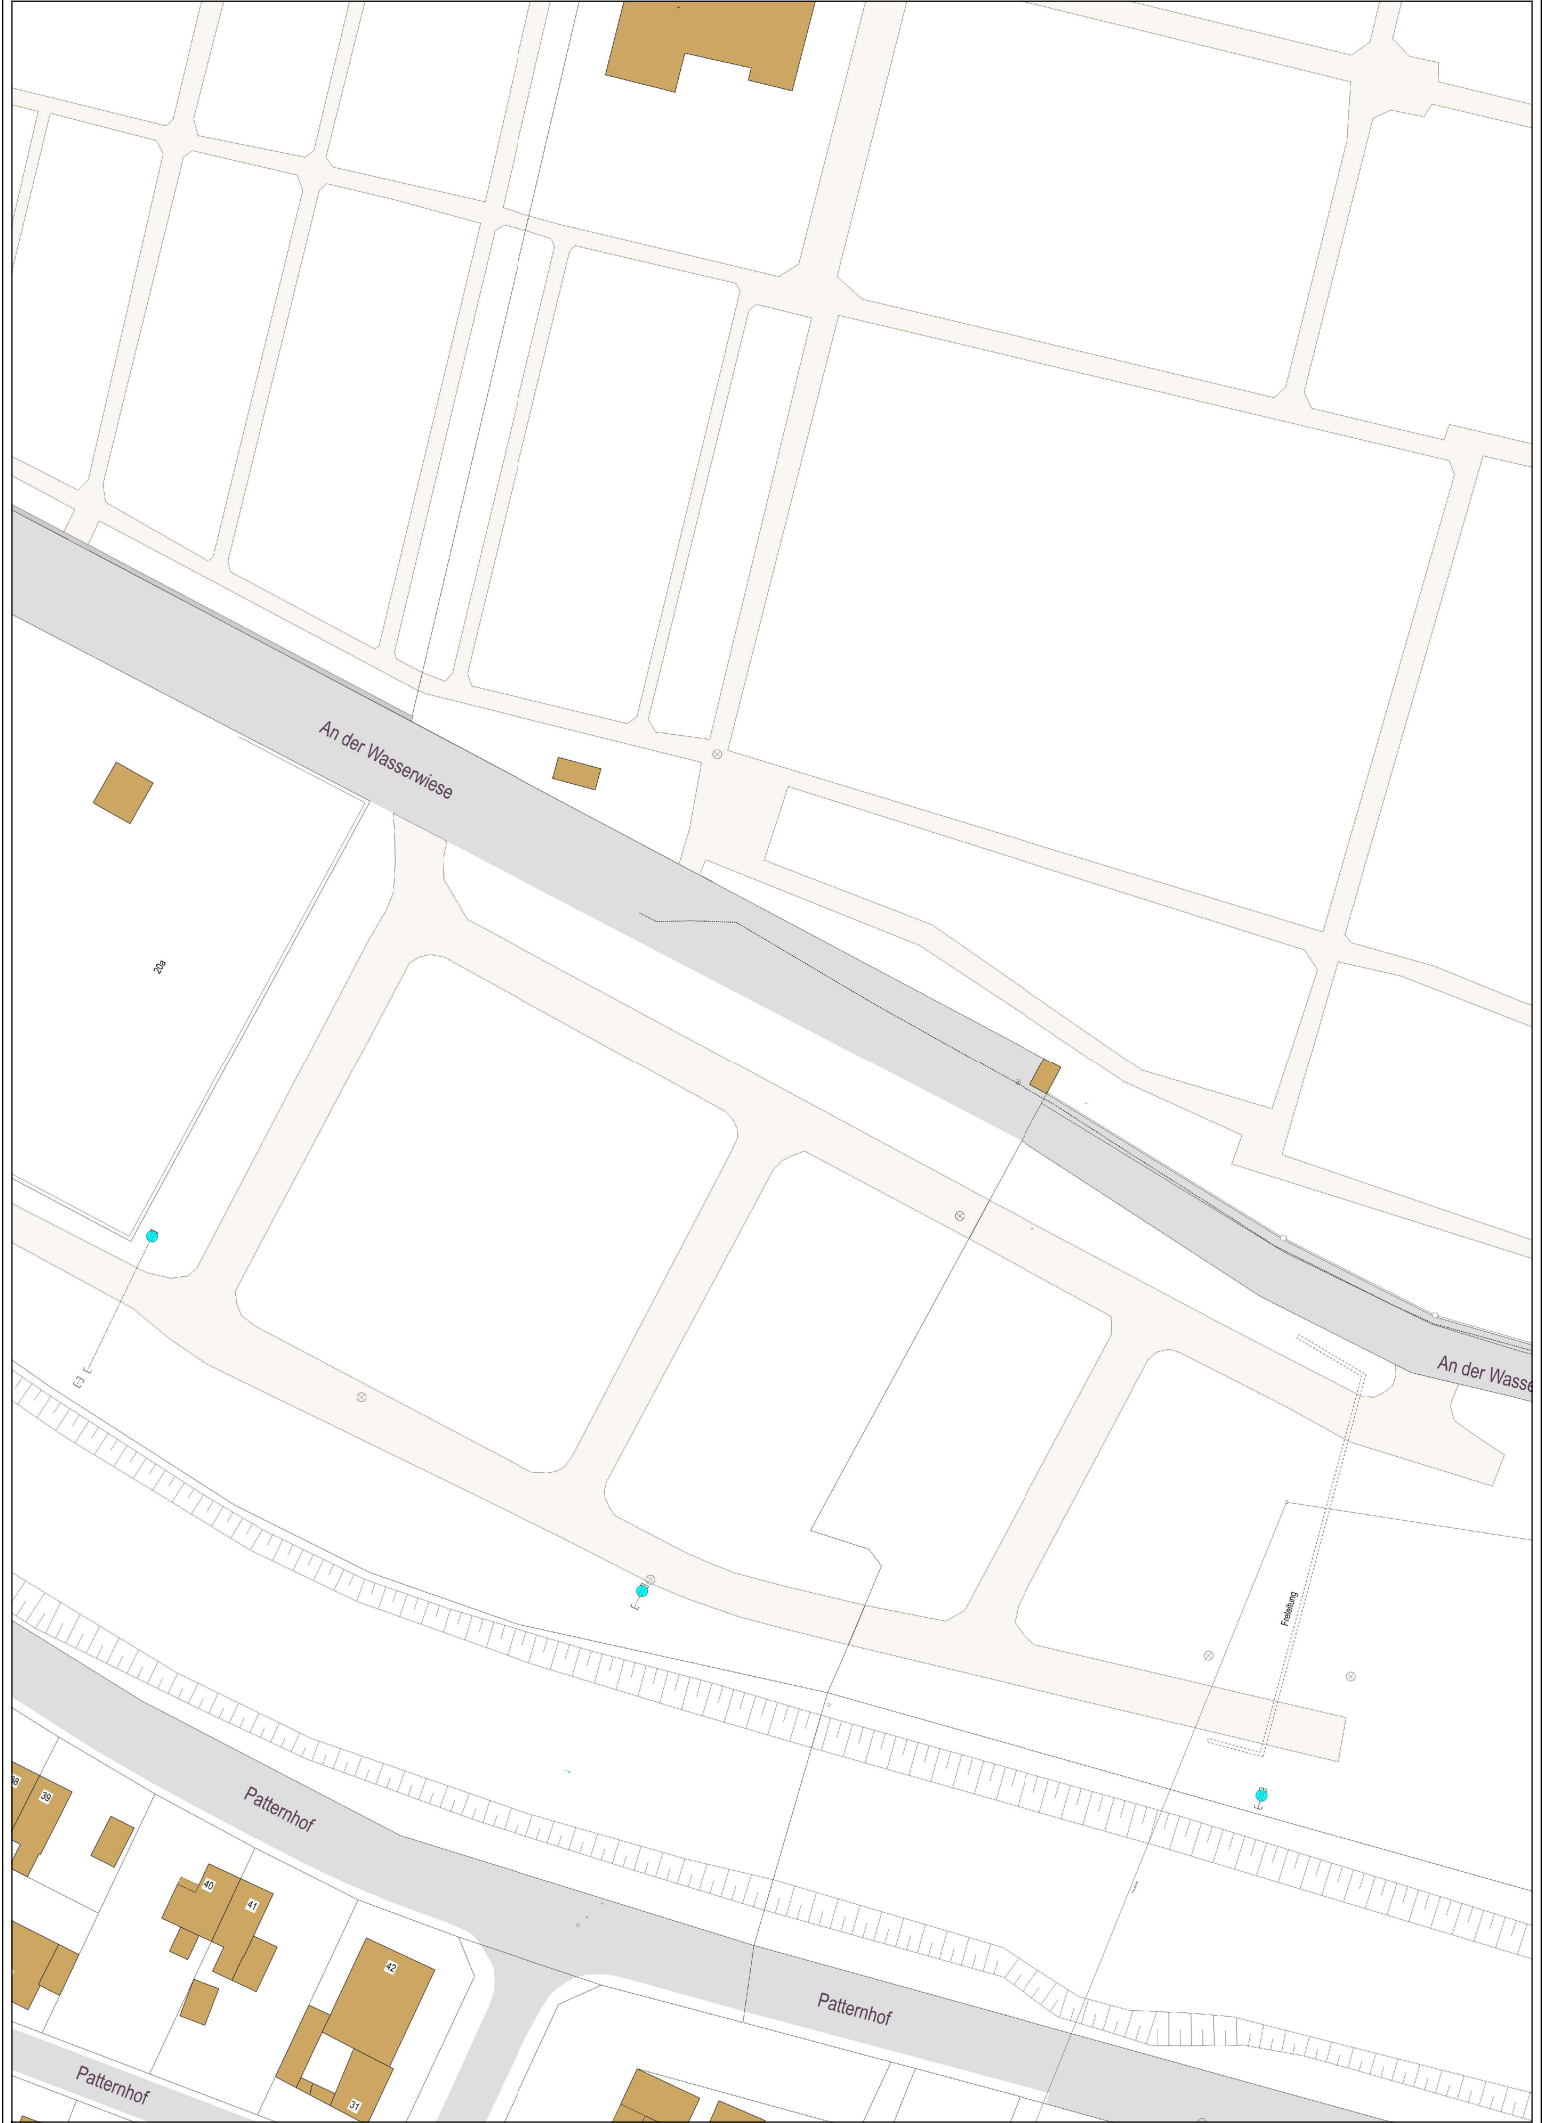 An der Wasserwiese
20a
An der Wasse
Freileitung
Patternhof
39
40
41
42
Patternhof
Patternhof
31